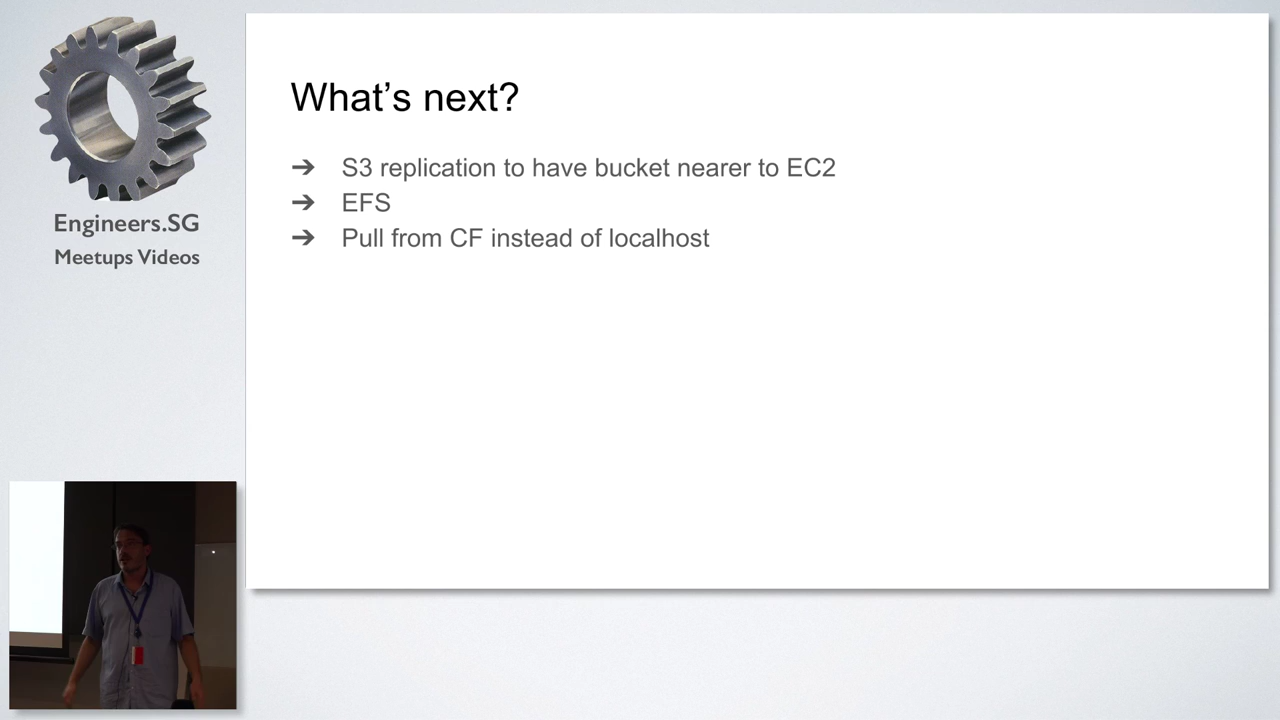 What's next?
➔ S3 replication to have bucket nearer to EC2
➔ EFS
➔ Pull from CF instead of localhost
Engineers.SG
Meetups Videos